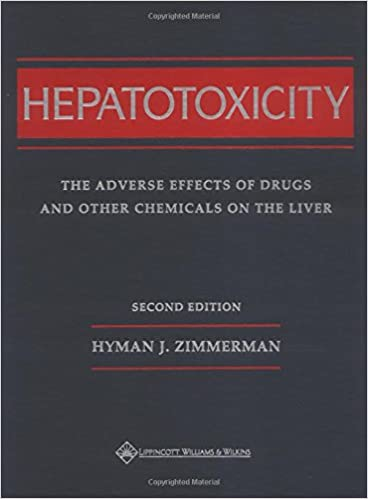 HEPATOTOXICITY
THE ADVERSE EFFECTS OF DRUGS
AND OTHER CHEMICALS ON THE LIVER
SECOND EDITION
HYMAN J. ZIMMERMAN
LIPPINCOTT WILLIAMS & WILKINS